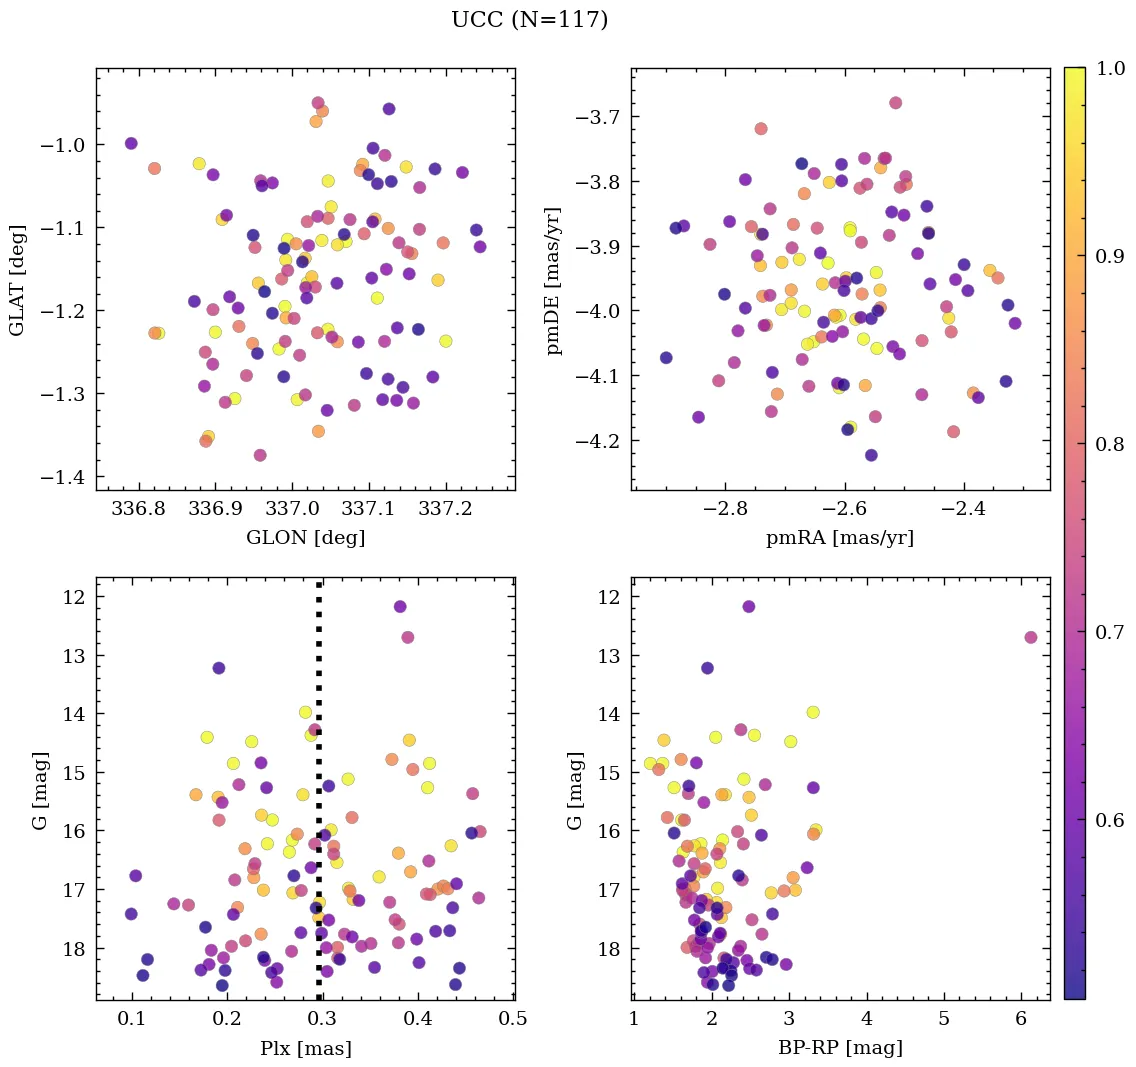 UCC (N=117)
−1.0
−1.1
−1.2
−1.3
−1.4
GLAT [deg]
336.8 336.9 337.0 337.1 337.2
GLON [deg]
−3.7
−3.8
−3.9
−4.0
−4.1
−4.2
pmDE [mas/yr]
−2.8 −2.6 −2.4
pmRA [mas/yr]
1.0
0.9
0.8
0.7
0.6
12
13
14
15
16
17
18
G [mag]
0.1 0.2 0.3 0.4 0.5
Plx [mas]
12
13
14
15
16
17
18
G [mag]
1 2 3 4 5 6
BP-RP [mag]